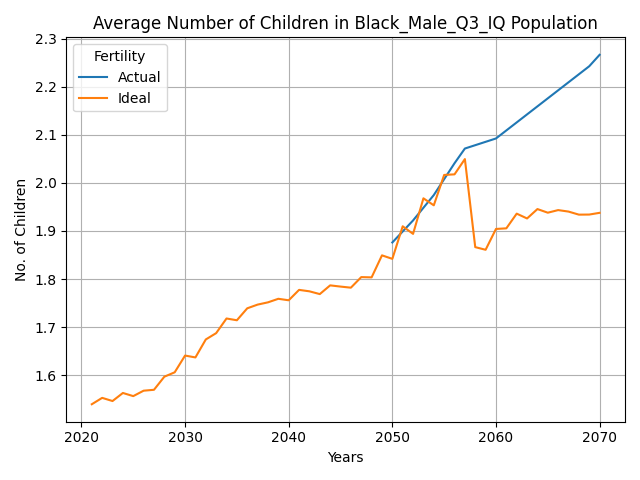 Average Number of Children in Black_Male_Q3_IQ Population
Fertility
Actual
Ideal
No. of Children
2.3
2.2
2.1
2.0
1.9
1.8
1.7
1.6
2020 2030 2040 2050 2060 2070
Years